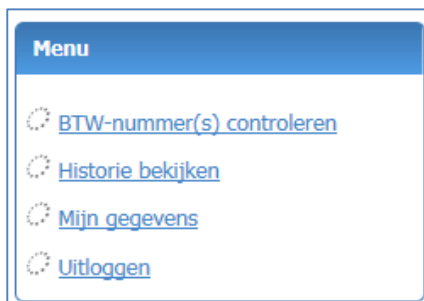 Menu
BTW-nummer(s) controleren
Historie bekijken
Mijn gegevens
Uitloggen